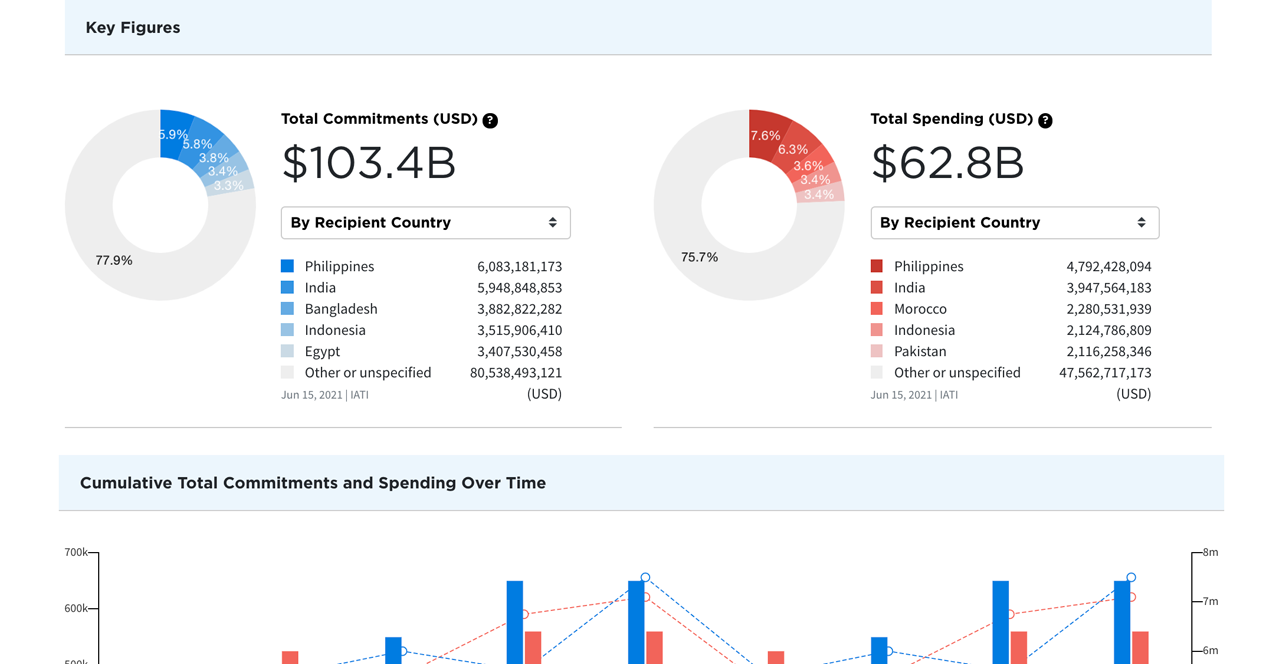 Key Figures
5.9%
5.8%
3.8%
3.4%
3.3%
77.9%
Total Commitments (USD) ?
$103.4B
By Recipient Country
Philippines 6,083,181,173
India 5,948,848,853
Bangladesh 3,882,822,282
Indonesia 3,515,906,410
Egypt 3,407,530,458
Other or unspecified 80,538,493,121
Jun 15, 2021 | IATI (USD)
7.6%
6.3%
3.6%
3.4%
3.4%
75.7%
Total Spending (USD) ?
$62.8B
By Recipient Country
Philippines 4,792,428,094
India 3,947,564,183
Morocco 2,280,531,939
Indonesia 2,124,786,809
Pakistan 2,116,258,346
Other or unspecified 47,562,717,173
Jun 15, 2021 | IATI (USD)
Cumulative Total Commitments and Spending Over Time
700k
600k
500k
8m
7m
6m